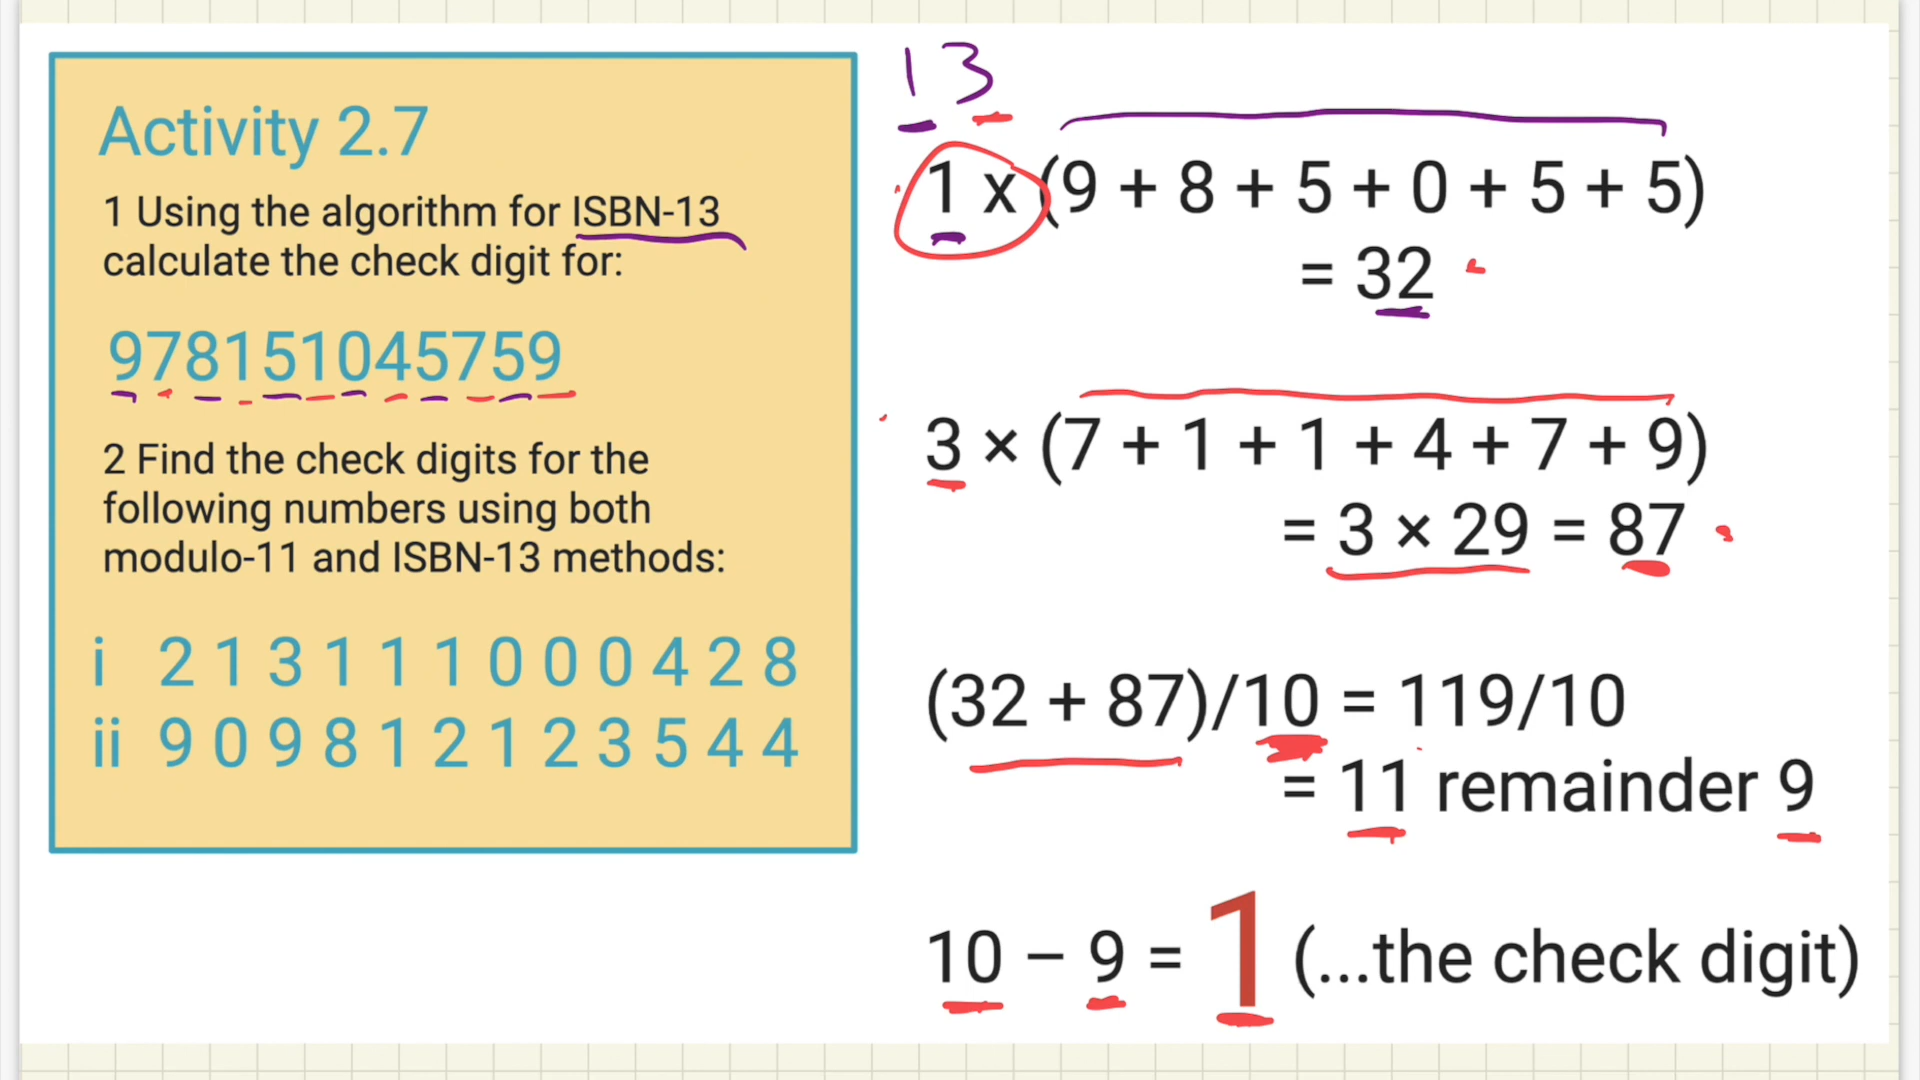 Activity 2.7
1 Using the algorithm for ISBN-13
calculate the check digit for:
978151045759
2 Find the check digits for the
following numbers using both
modulo-11 and ISBN-13 methods:
i 2 1 3 1 1 1 0 0 0 4 2 8
ii 9 0 9 8 1 2 1 2 3 5 4 4
1 3
1 x (9 + 8 + 5 + 0 + 5 + 5)
= 32
3 × (7 + 1 + 1 + 4 + 7 + 9)
= 3 × 29 = 87
(32 + 87)/10 = 119/10
= 11 remainder 9
10 – 9 = 1 (...the check digit)